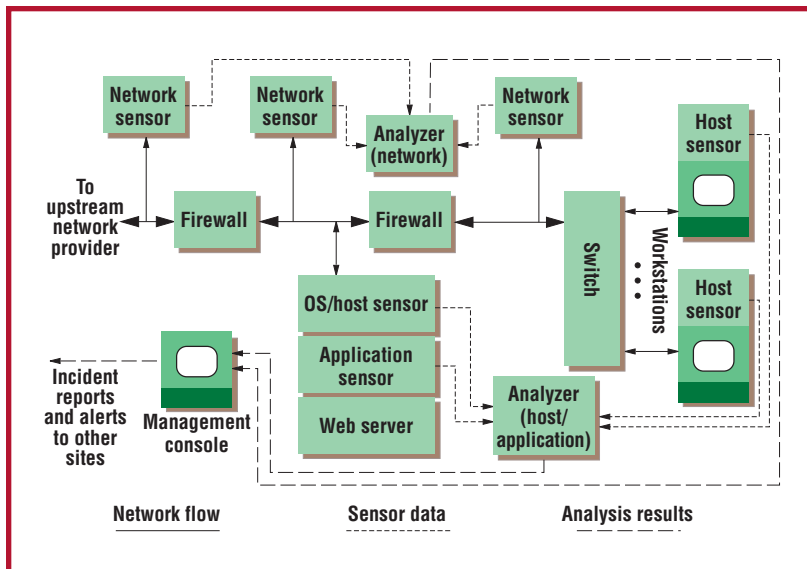 Network
sensor
Network
sensor
Analyzer
(network)
Network
sensor
Host
sensor
To
upstream
network
provider
Firewall
Firewall
Switch
Workstations
OS/host sensor
Application
sensor
Web server
Host
sensor
Analyzer
(host/
application)
Incident
reports
and alerts
to other
sites
Management
console
Network flow
Sensor data
Analysis results